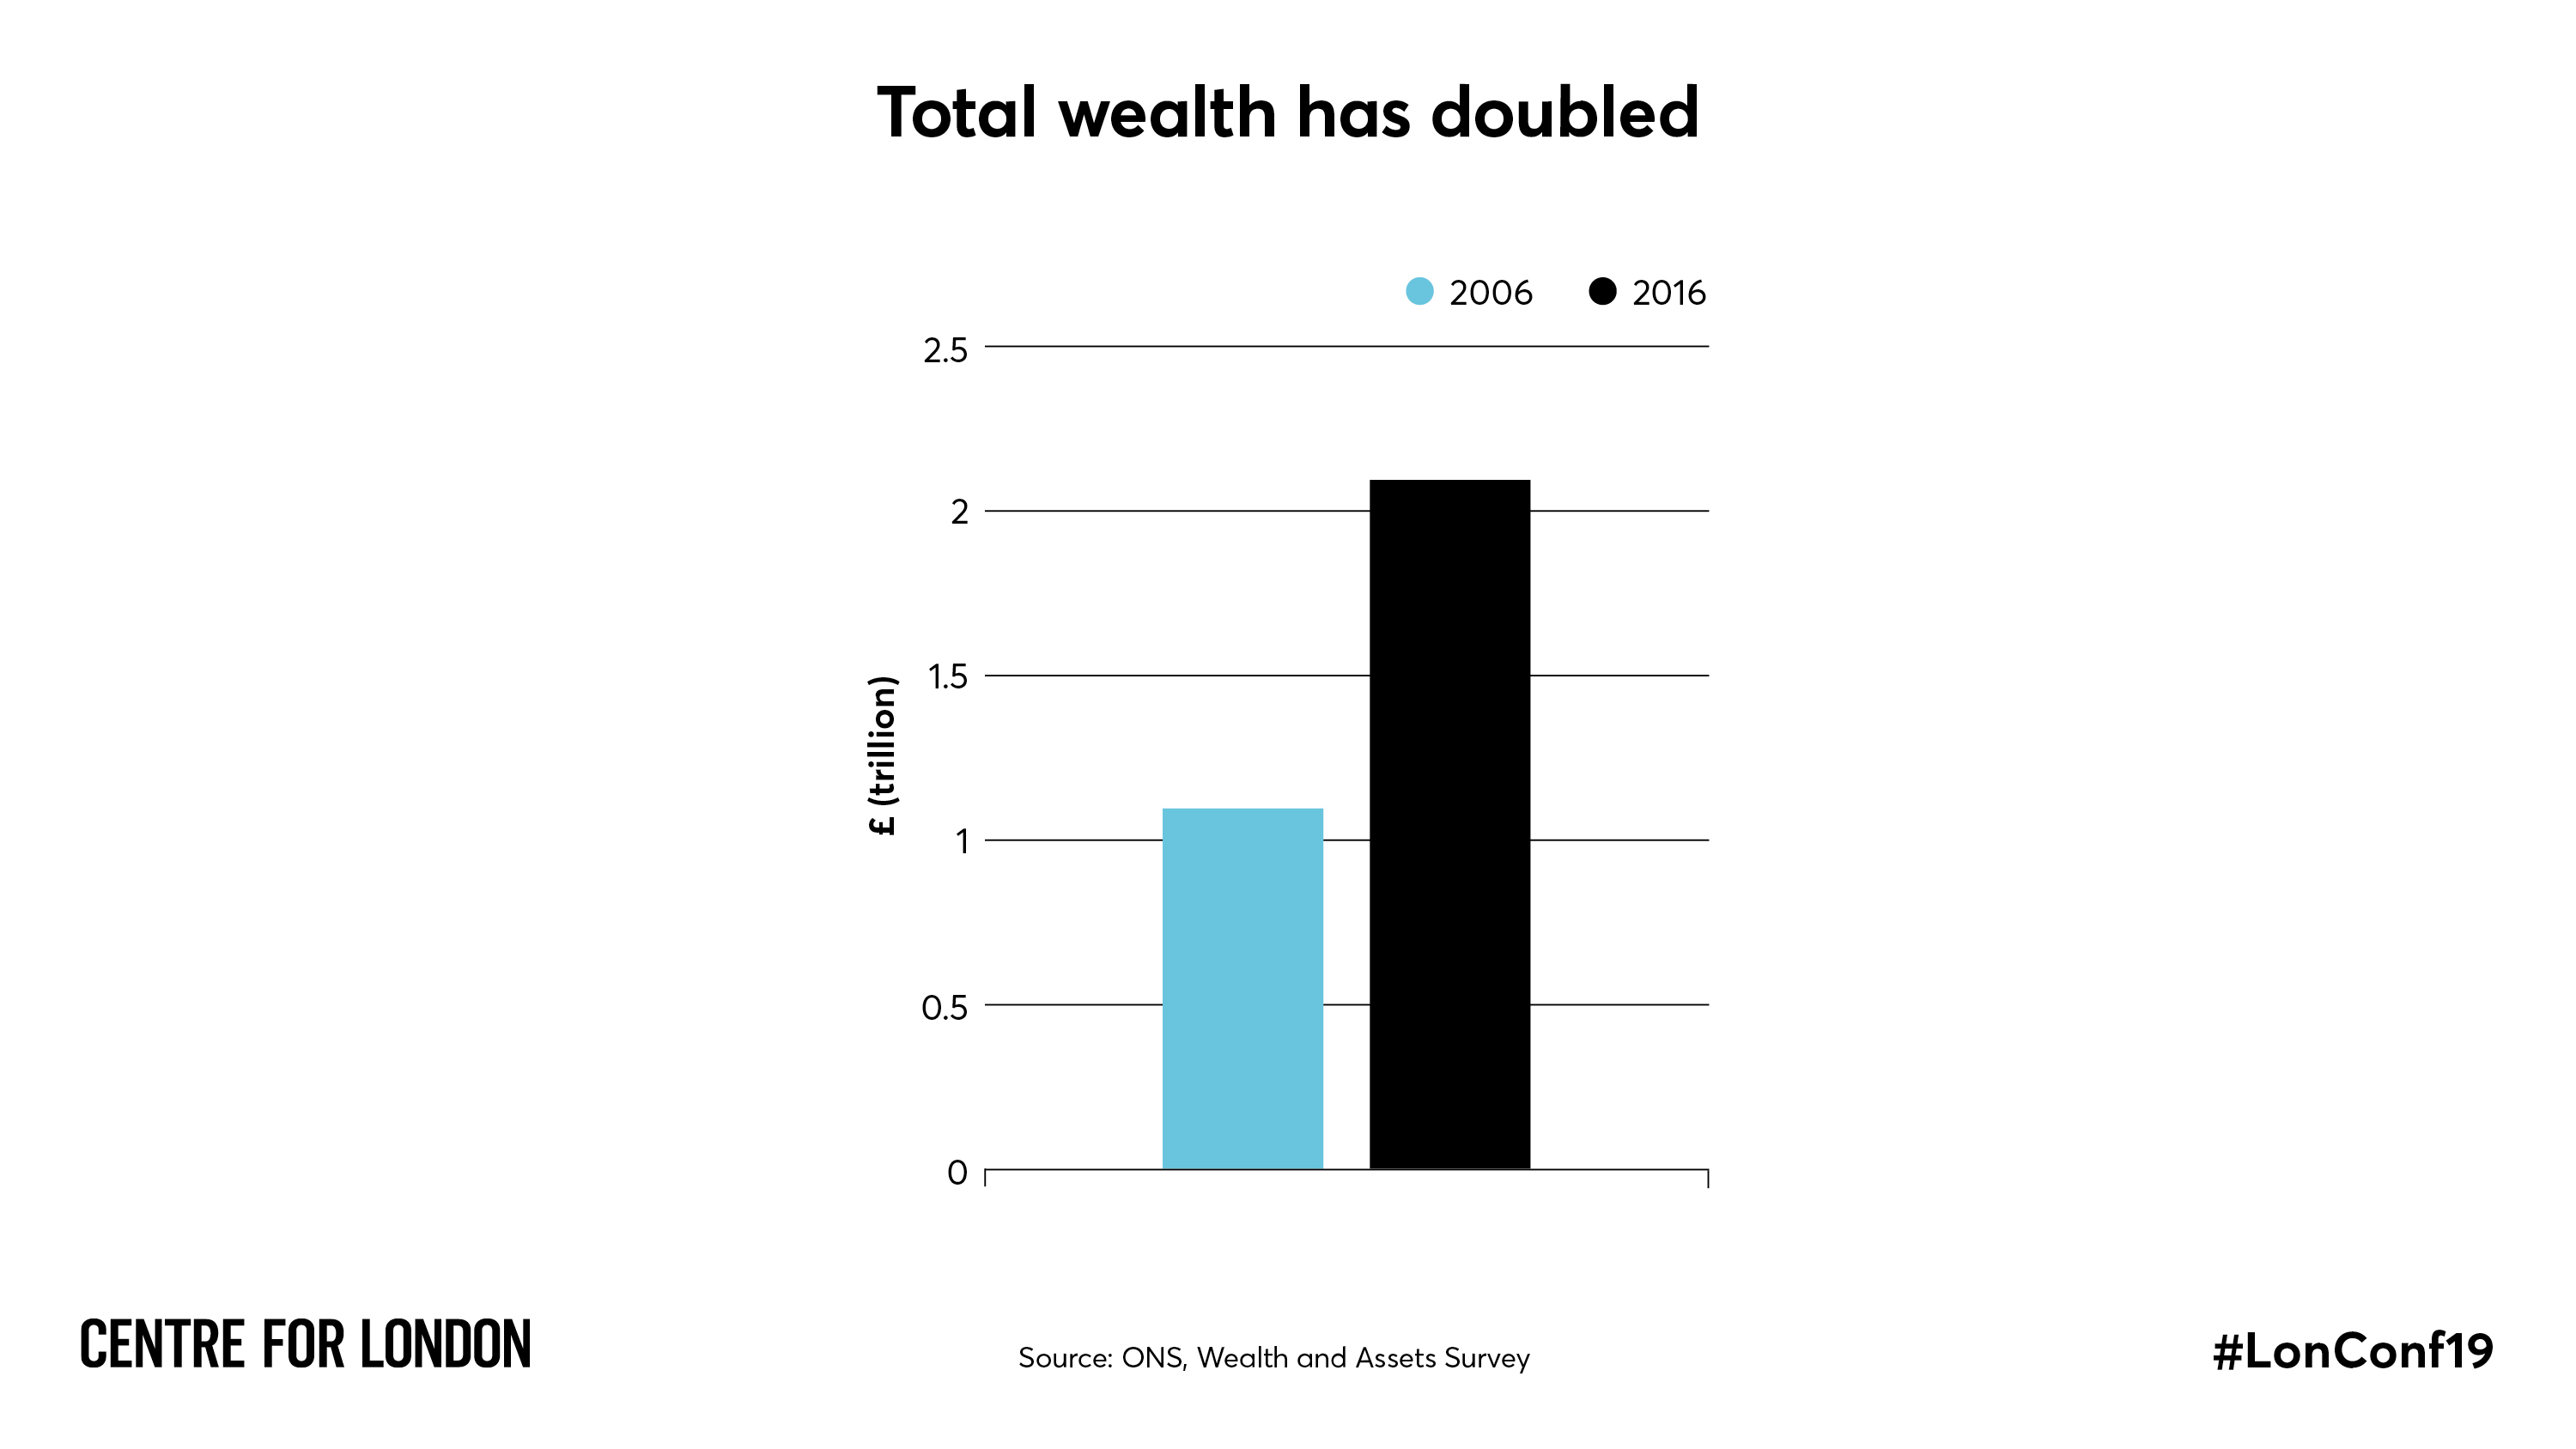 Total wealth has doubled
2006 2016
2.5
2
1.5
£ (trillion)
1
0.5
0
CENTRE FOR LONDON
Source: ONS, Wealth and Assets Survey
#LonConf19